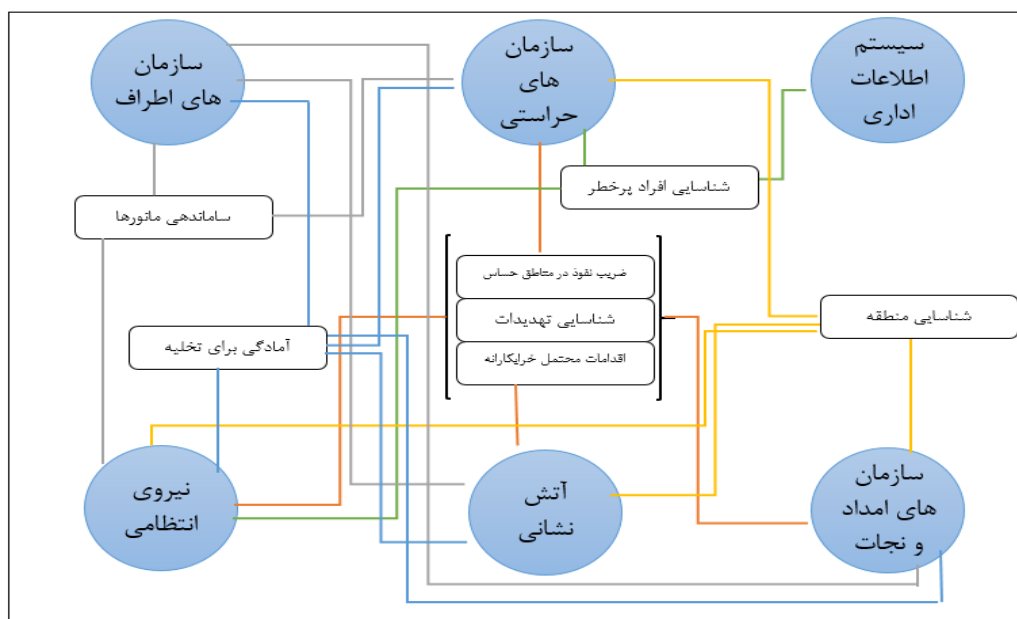 سیستم
اطلاعات
اداری
سازمان
های
حراستی
سازمان
های اطراف
شناسایی افراد پرخطر
ساماندهی مانورها
ضریب نفوذ در مناطق حساس
شناسایی تهدیدات
اقدامات محتمل خرابکارانه
شناسایی منطقه
آمادگی برای تخلیه
سازمان
های امداد
و نجات
آتش
نشانی
نیروی
انتظامی